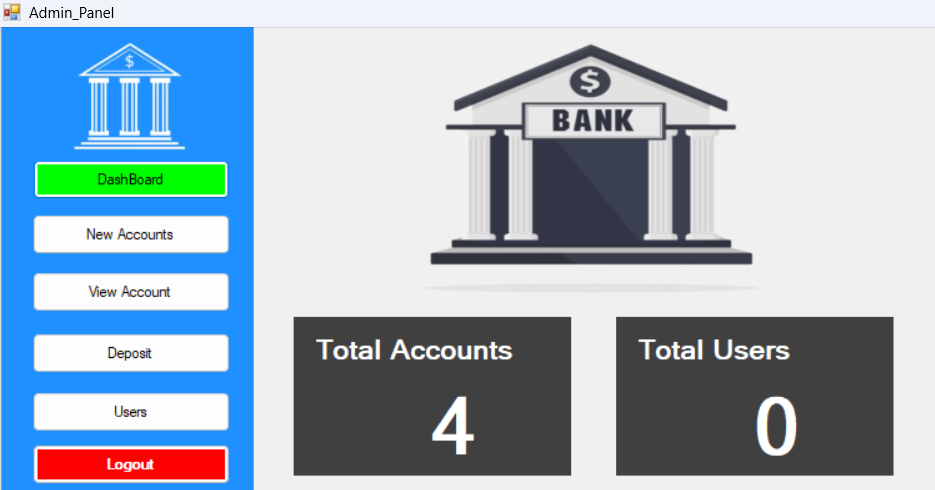 Admin_Panel
$
DashBoard
New Accounts
View Account
Deposit
Users
Logout
$
BANK
Total Accounts
4
Total Users
0